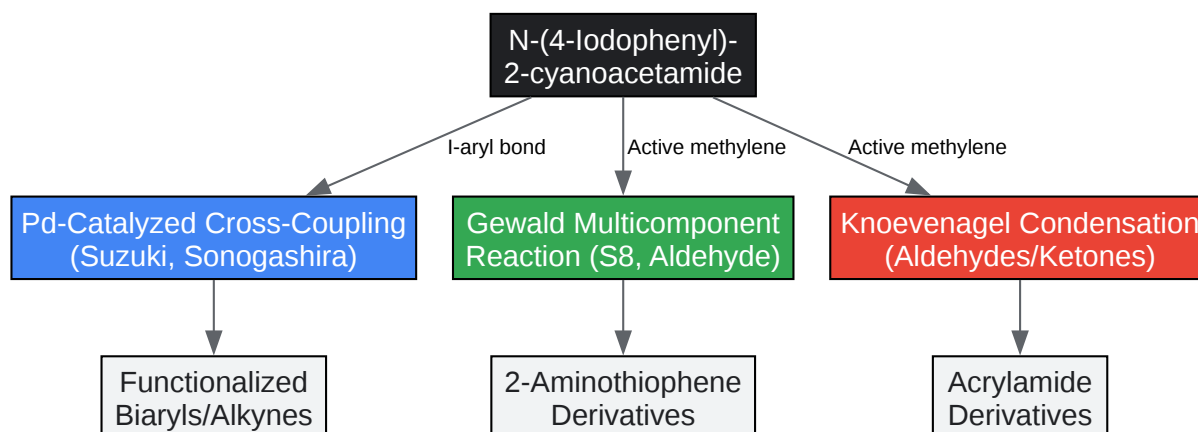 N-(4-Iodophenyl)-
2-cyanoacetamide
I-aryl bond
Active methylene
Active methylene
Pd-Catalyzed Cross-Coupling
(Suzuki, Sonogashira)
Gewald Multicomponent
Reaction (S8, Aldehyde)
Knoevenagel Condensation
(Aldehydes/Ketones)
Functionalized
Biaryls/Alkynes
2-Aminothiophene
Derivatives
Acrylamide
Derivatives